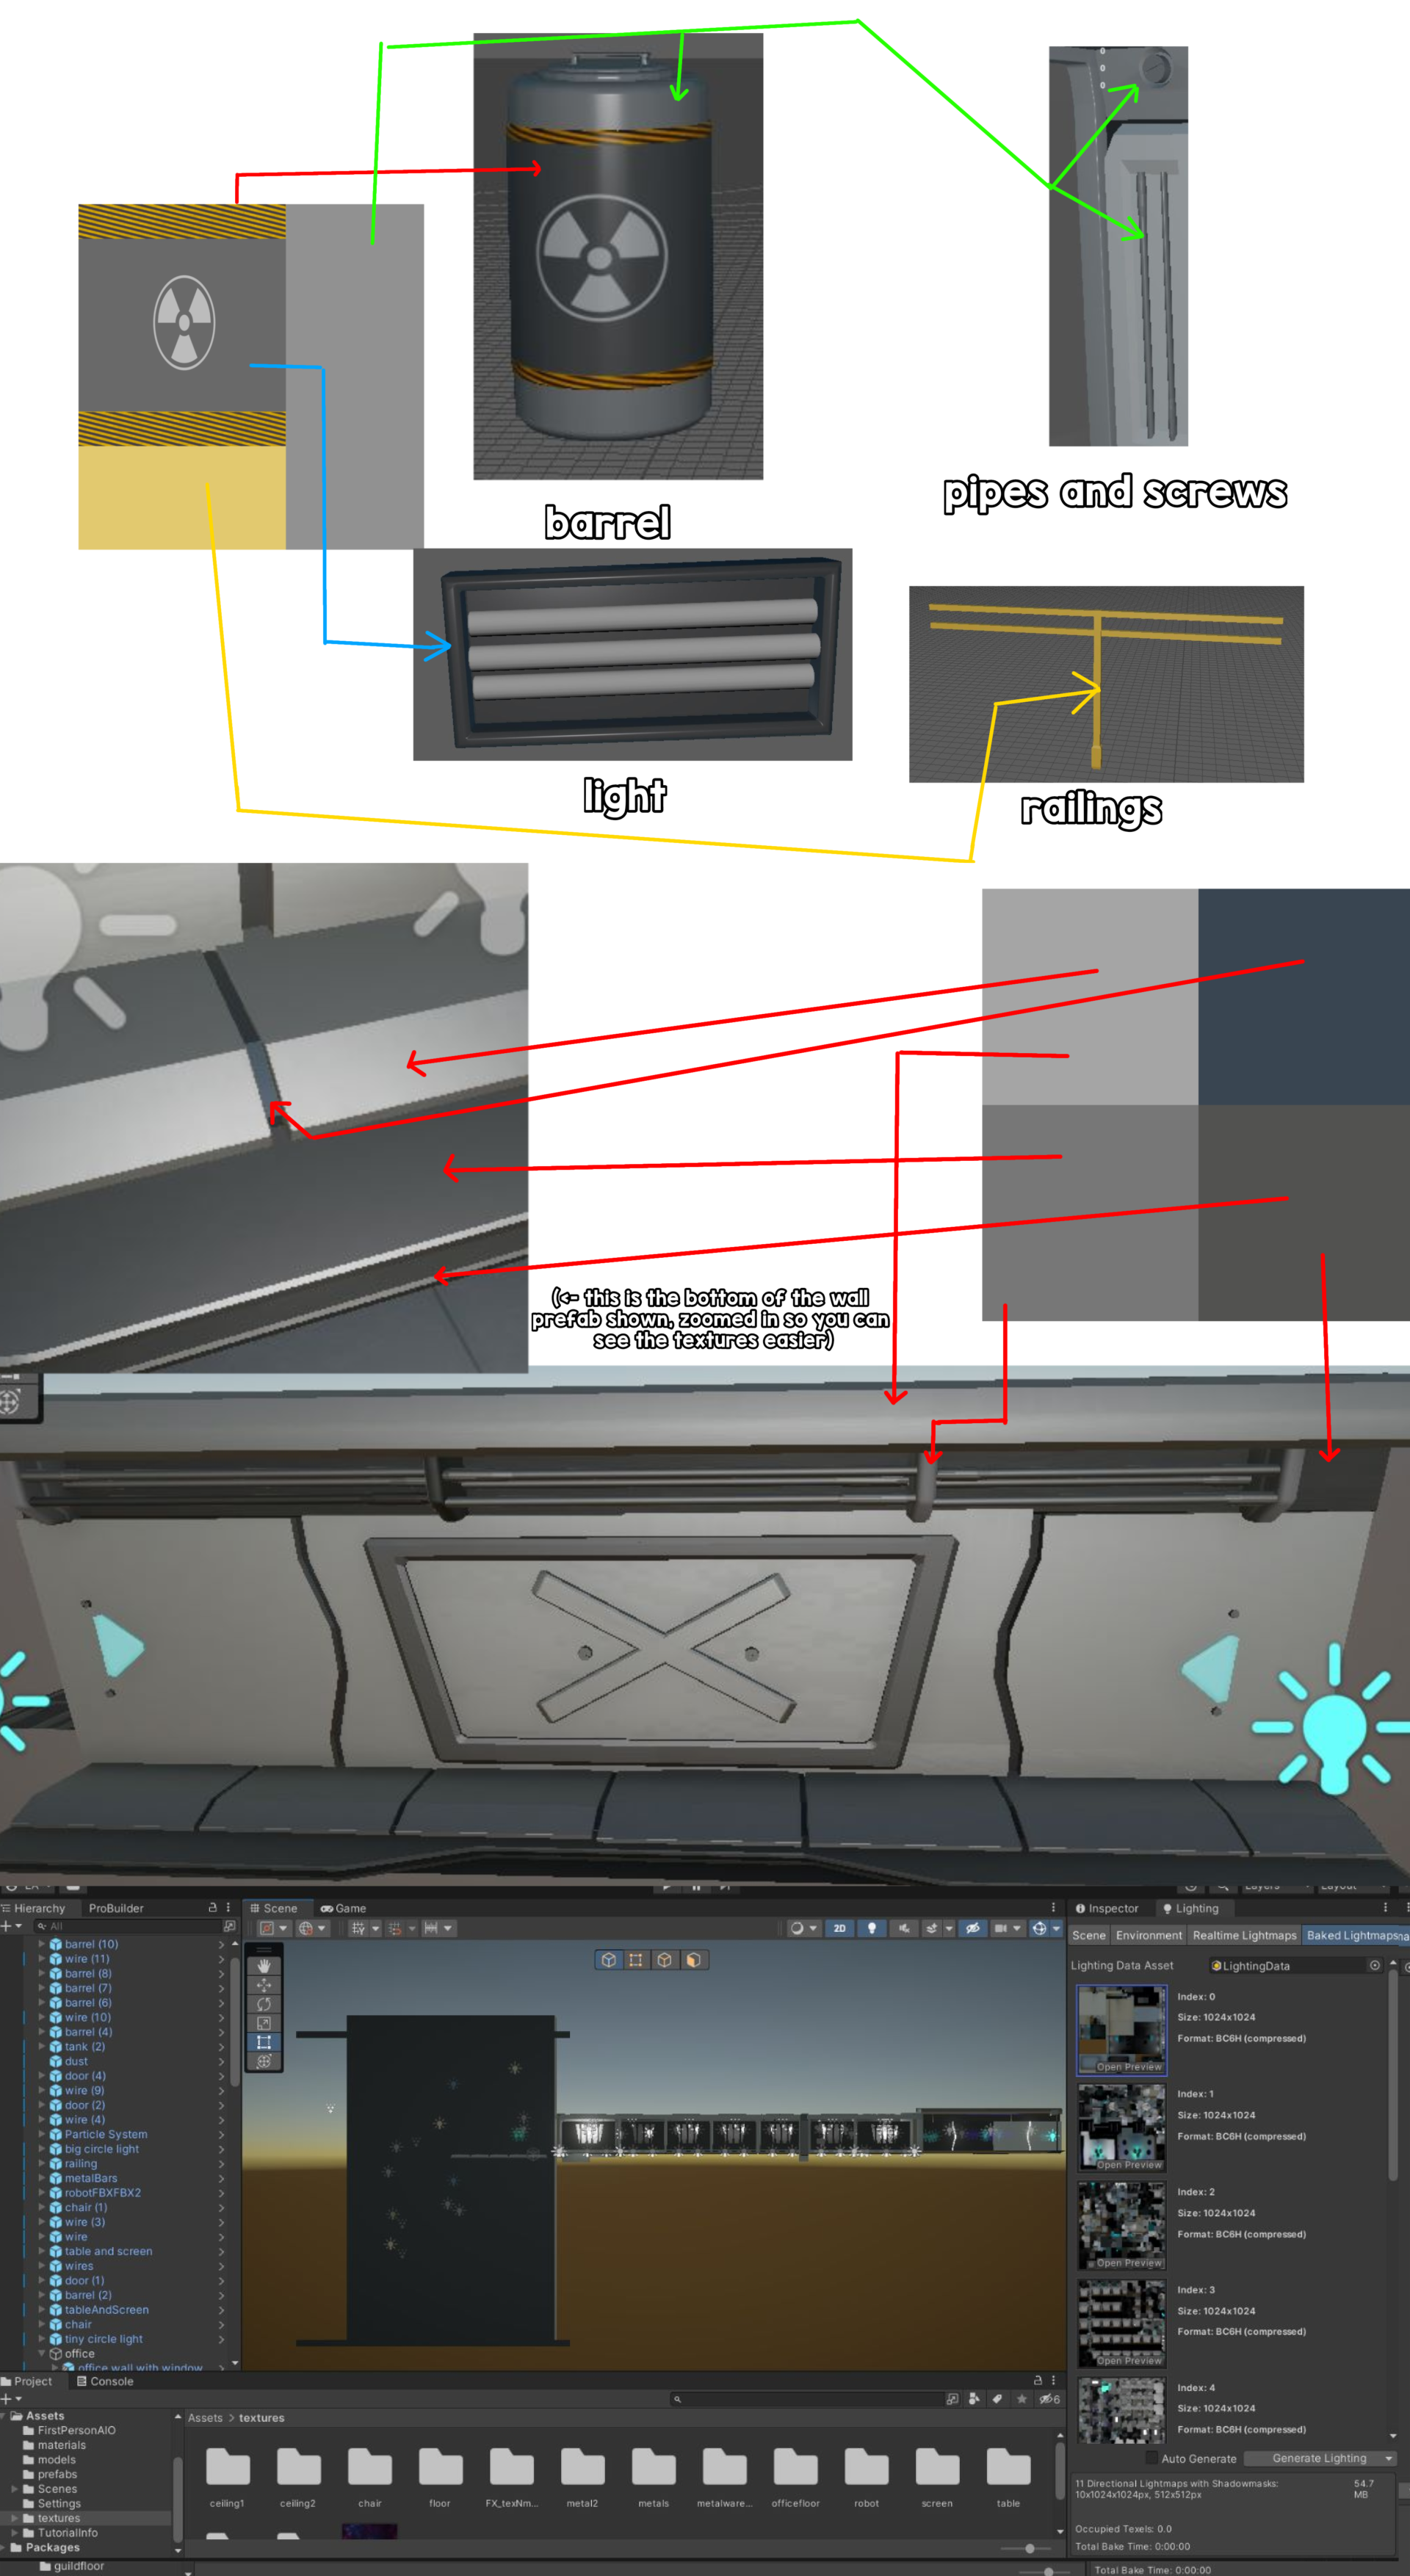 0
0
0
barrel
pipes and screws
light
railings
(<- this is the bottom of the wall
prefab shown, zoomed in so you can
see the textures easier)
Hierarchy
ProBuilder
Scene
Game
Inspector
Lighting
All
2D
Scene
Environment
Realtime Lightmaps
Baked Lightmaps
barrel (10)
wire (11)
barrel (8)
barrel (7)
barrel (6)
wire (10)
barrel (4)
tank (2)
dust
door (4)
wire (9)
door (2)
wire (4)
Particle System
big circle light
railing
metalBars
robotFBXFBX2
chair (1)
wire (3)
wire
table and screen
wires
door (1)
barrel (2)
tableAndScreen
chair
tiny circle light
office
office wall with window
Lighting Data Asset
LightingData
Index: 0
Size: 1024x1024
Format: BC6H (compressed)
Open Preview
Index: 1
Size: 1024x1024
Format: BC6H (compressed)
Open Preview
Index: 2
Size: 1024x1024
Format: BC6H (compressed)
Open Preview
Index: 3
Size: 1024x1024
Format: BC6H (compressed)
Open Preview
Index: 4
Size: 1024x1024
Format: BC6H (compressed)
Auto Generate
Generate Lighting
11 Directional Lightmaps with Shadowmasks:
54.7
10x1024x1024px, 512x512px
MB
Occupied Texels: 0.0
Total Bake Time: 0:00:00
Project
Console
6
Assets
FirstPersonAIO
materials
models
prefabs
Scenes
Settings
textures
TutorialInfo
Packages
guildfloor
Assets > textures
ceiling1
ceiling2
chair
floor
FX_texNm...
metal2
metals
metalware...
officefloor
robot
screen
table
Total Bake Time: 0:00:00